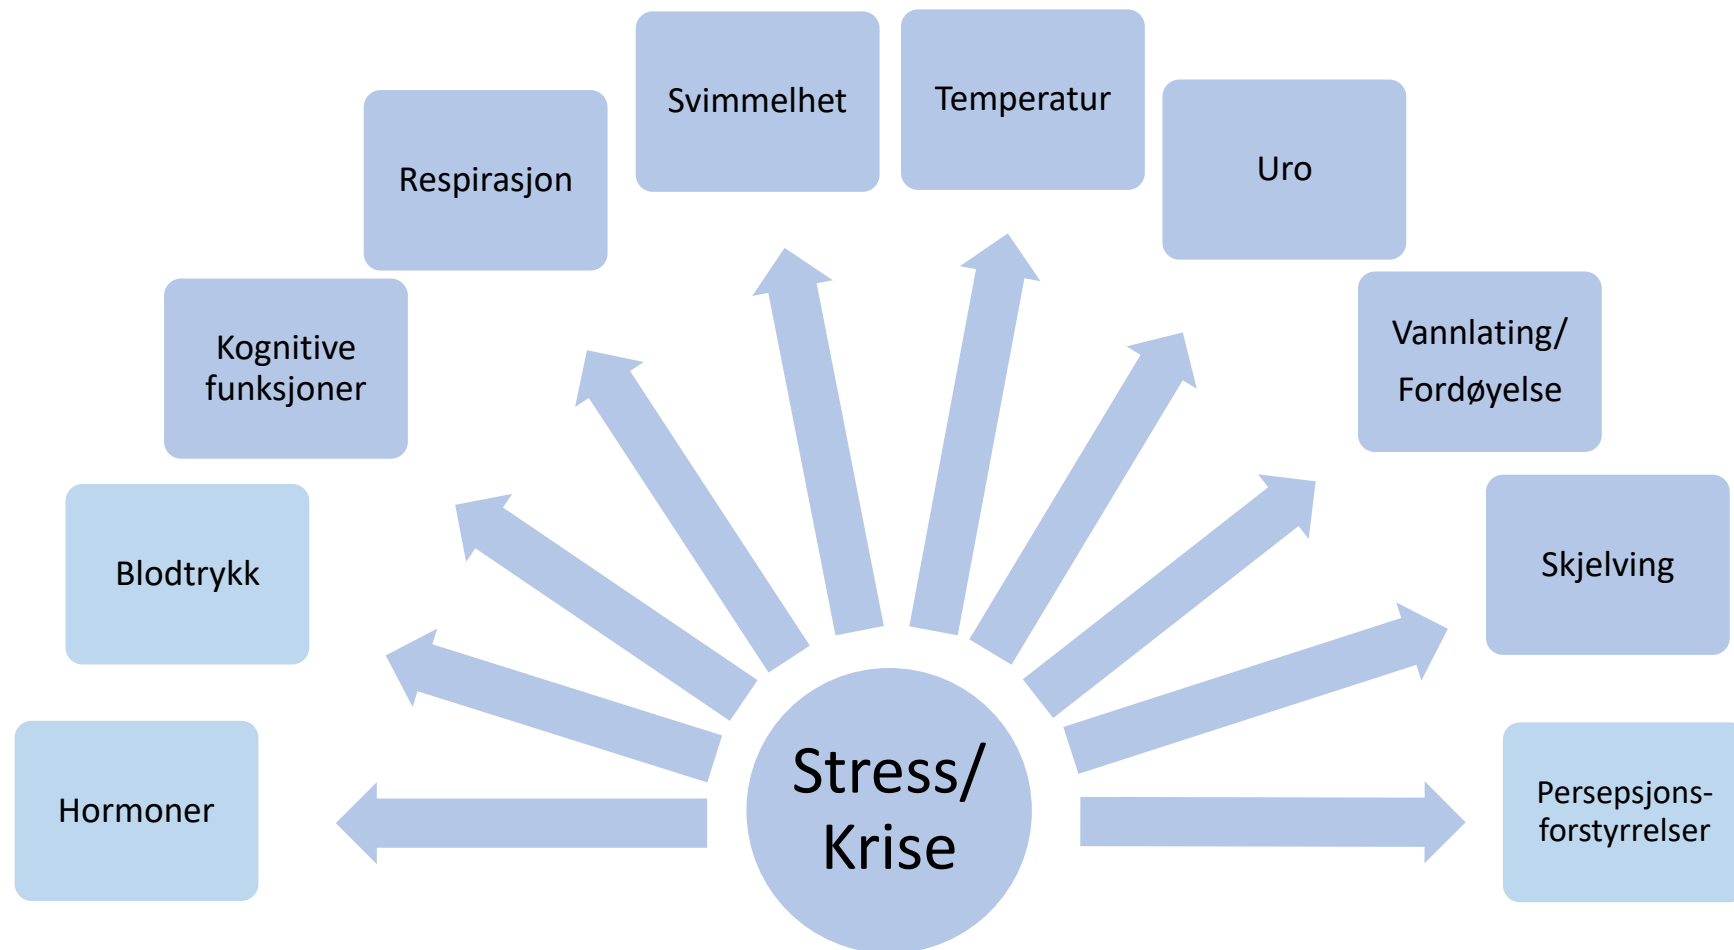 Svimmelhet
Temperatur
Uro
Respirasjon
Kognitive
funksjoner
Vannlating/
Fordøyelse
Blodtrykk
Skjelving
Hormoner
Stress/
Krise
Persepsjons-
forstyrrelser